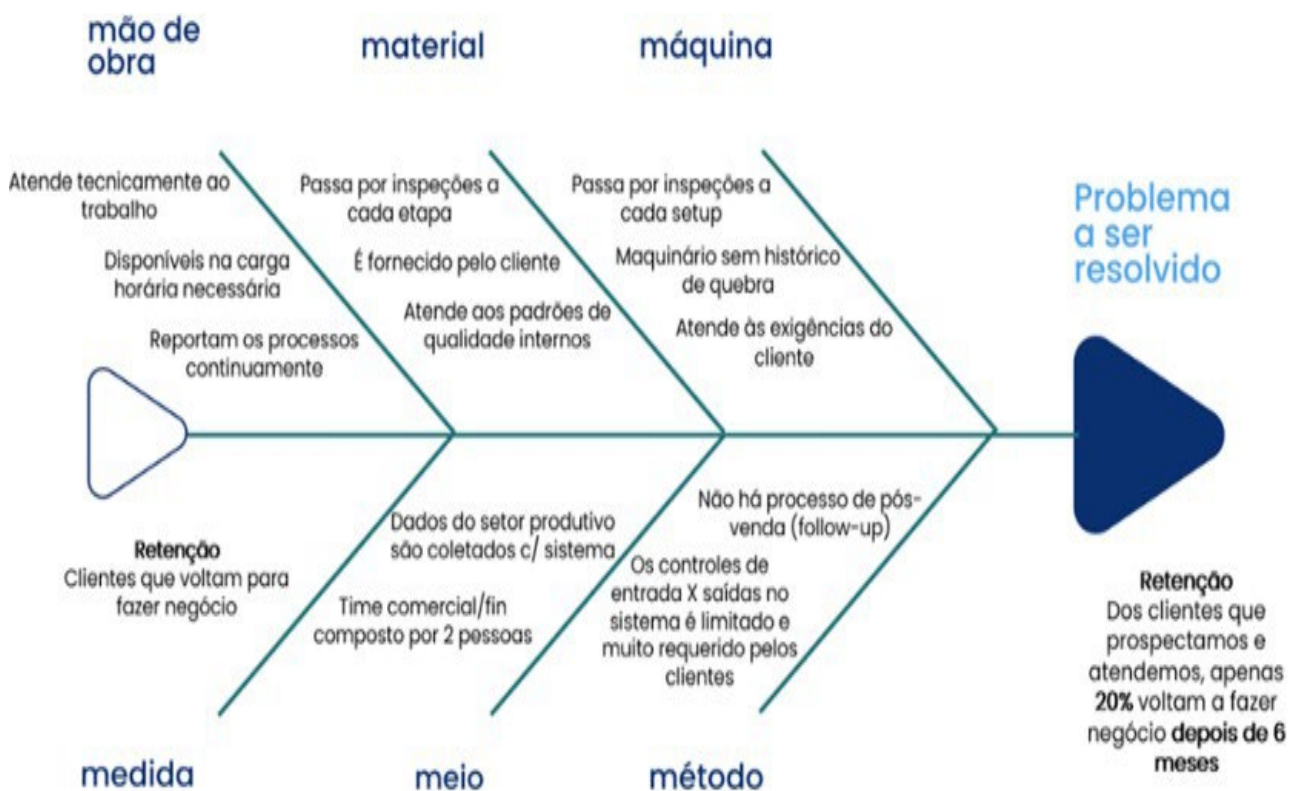 mão de
obra
material
máquina
Atende tecnicamente ao
trabalho
Disponíveis na carga
horária necessária
Reportam os processos
continuamente
Passa por inspeções a
cada etapa
É fornecido pelo cliente
Atende aos padrões de
qualidade internos
Passa por inspeções a
cada setup
Maquinário sem histórico
de quebra
Atende às exigências do
cliente
Problema
a ser
resolvido
Retenção
Clientes que voltam para
fazer negócio
Dados do setor produtivo
são coletados c/ sistema
Time comercial/fin
composto por 2 pessoas
Não há processo de pós-
venda (follow-up)
Os controles de
entrada X saídas no
sistema é limitado e
muito requerido pelos
clientes
Retenção
Dos clientes que
prospectamos e
atendemos, apenas
20% voltam a fazer
negócio depois de 6
meses
medida
meio
método